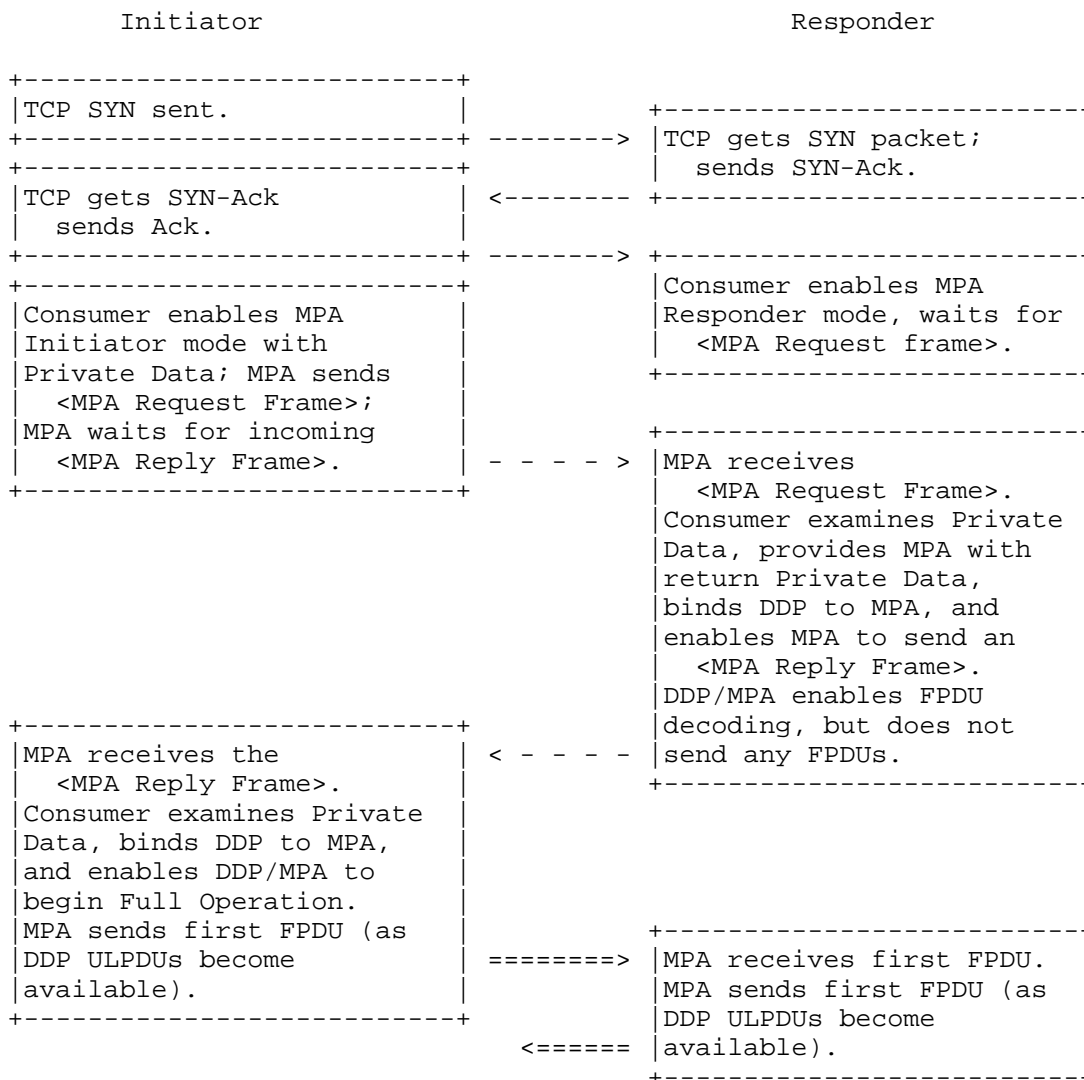 Initiator Responder
TCP SYN sent.
TCP gets SYN packet;
sends SYN-Ack.
TCP gets SYN-Ack
sends Ack.
Consumer enables MPA
Initiator mode with
Private Data; MPA sends
<MPA Request Frame>;
MPA waits for incoming
<MPA Reply Frame>.
Consumer enables MPA
Responder mode, waits for
<MPA Request frame>.
MPA receives
<MPA Request Frame>.
Consumer examines Private
Data, provides MPA with
return Private Data,
binds DDP to MPA, and
enables MPA to send an
<MPA Reply Frame>.
DDP/MPA enables FPDU
decoding, but does not
send any FPDUs.
MPA receives the
<MPA Reply Frame>.
Consumer examines Private
Data, binds DDP to MPA,
and enables DDP/MPA to
begin Full Operation.
MPA sends first FPDU (as
DDP ULPDUs become
available).
MPA receives first FPDU.
MPA sends first FPDU (as
DDP ULPDUs become
available).